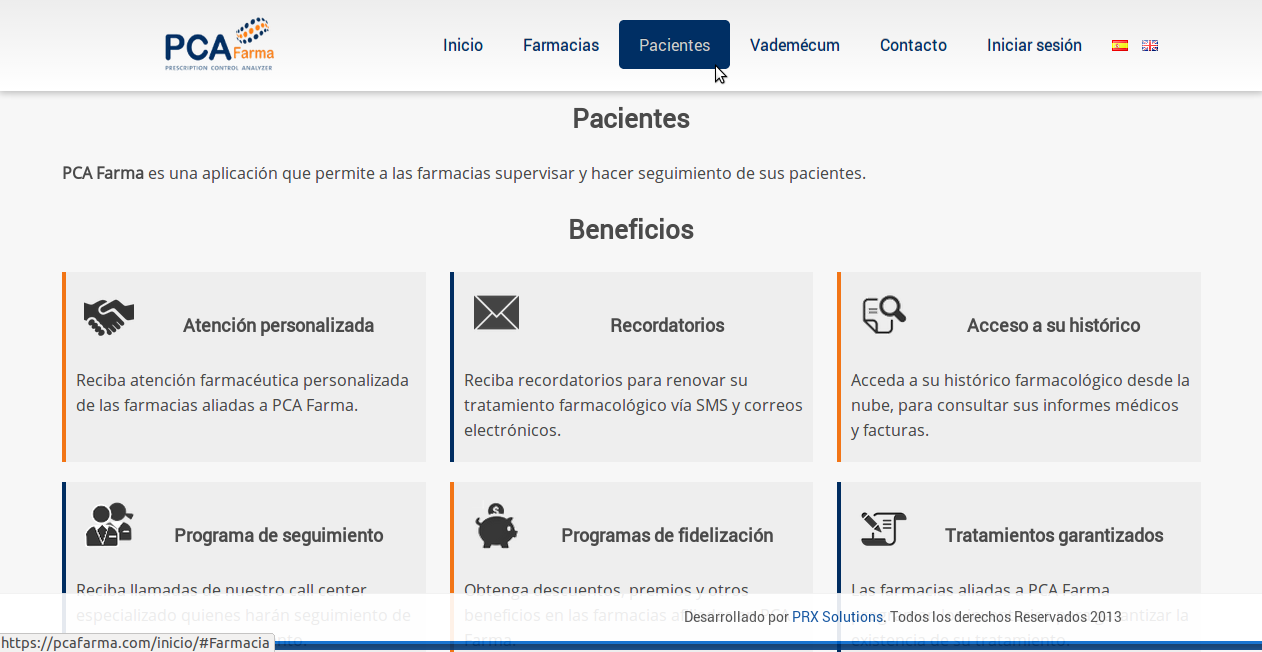 PCA Farma
PRESCRIPTION CONTROL ANALYZER
Inicio Farmacias Pacientes Vademécum Contacto Iniciar sesión
Pacientes
PCA Farma es una aplicación que permite a las farmacias supervisar y hacer seguimiento de sus pacientes.
Beneficios
Atención personalizada
Reciba atención farmacéutica personalizada
de las farmacias aliadas a PCA Farma.
Recordatorios
Reciba recordatorios para renovar su
tratamiento farmacológico vía SMS y correos
electrónicos.
Acceso a su histórico
Acceda a su histórico farmacológico desde la
nube, para consultar sus informes médicos
y facturas.
Programa de seguimiento
Reciba llamadas de nuestro call center
especializado quienes harán seguimiento de
Programas de fidelización
Obtenga descuentos, premios y otros
beneficios en las farmacias
Farma.
Tratamientos garantizados
Las farmacias aliadas a PCA Farma
garantizar la
existencia de su tratamiento.
Desarrollado por PRX Solutions. Todos los derechos Reservados 2013
https://pcafarma.com/inicio/#Farmacia